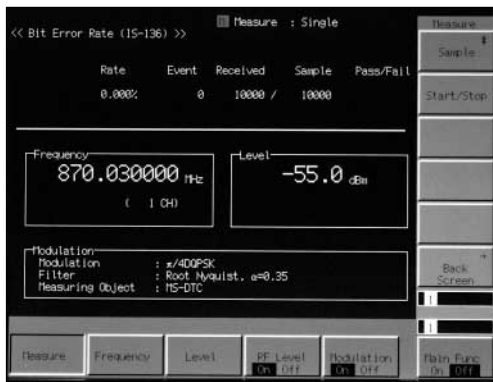 Measure : Single
<< Bit Error Rate (IS-136) >>
Rate Event Received Sample Pass/Fail
0.000% 0 10000 / 10000
Frequency
870.030000 MHz
( 1 CH)
Level
-55.0 dBm
Modulation
Modulation : π/4DQPSK
Filter : Root Nyquist. α=0.35
Measuring Object : MS-DTC
Measure
Sample
Start/Stop
Back
Screen
1
1
Measure
Frequency
Level
RF Level
On Off
Modulation
On Off
Main Func
On Off